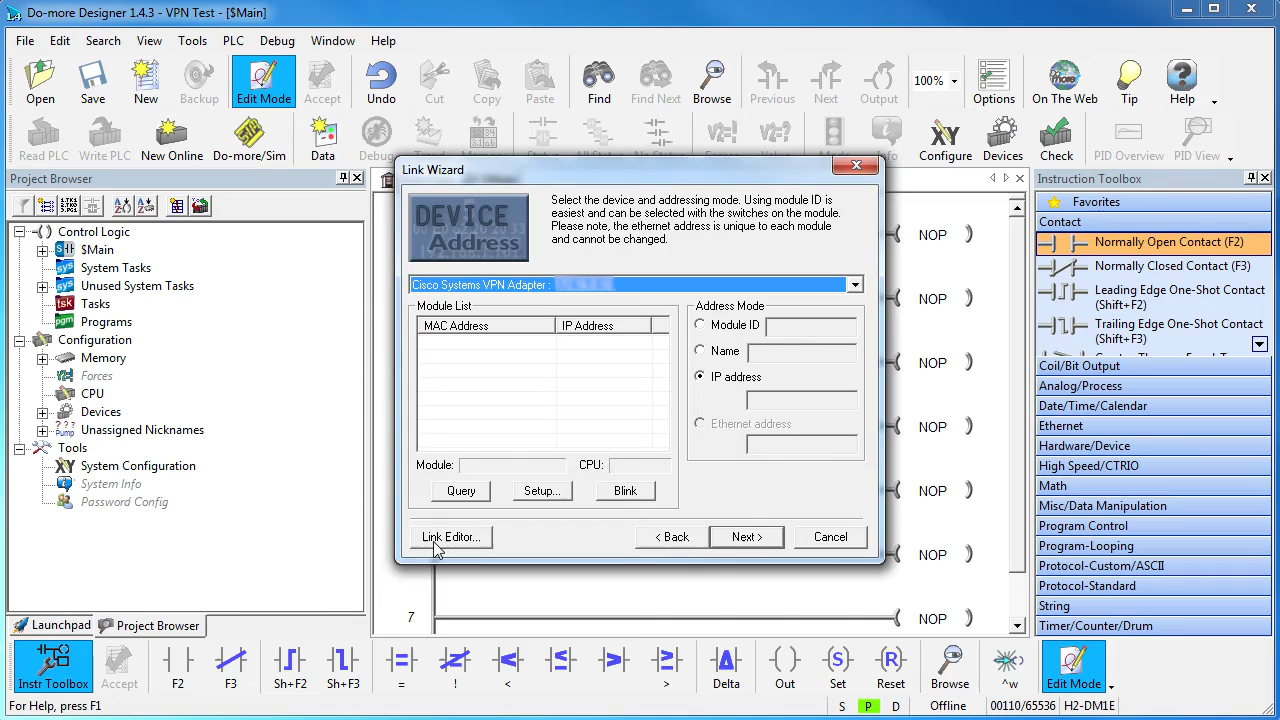 Do-more Designer 1.4.3 - VPN Test - [$Main]
File Edit Search View Tools PLC Debug Window Help
Open Save New Backup Edit Mode Accept Undo Cut Copy Paste Find Find Next Browse Previous Next Output 100% Options On The Web Tip Help
Read PLC Write PLC New Online Do-more/Sim Data Debug Configure Devices Check PID Overview PID View
Project Browser
Control Logic
$Main
System Tasks
Unused System Tasks
Tasks
Programs
Configuration
Memory
Forces
CPU
Devices
Unassigned Nicknames
Tools
System Configuration
System Info
Password Config
Launchpad Project Browser
Link Wizard
DEVICE
Address
Select the device and addressing mode. Using module ID is
easiest and can be selected with the switches on the module.
Please note, the ethernet address is unique to each module
and cannot be changed.
Cisco Systems VPN Adapter :
Module List
MAC Address IP Address
Module: CPU:
Query Setup... Blink
Address Mode
Module ID
Name
IP address
Ethernet address
Link Editor... < Back Next > Cancel
NOP
NOP
NOP
NOP
NOP
7 NOP
Instruction Toolbox
Favorites
Contact
Normally Open Contact (F2)
Normally Closed Contact (F3)
Leading Edge One-Shot Contact
(Shift+F2)
Trailing Edge One-Shot Contact
(Shift+F3)
Coil/Bit Output
Analog/Process
Date/Time/Calendar
Ethernet
Hardware/Device
High Speed/CTRIO
Math
Misc/Data Manipulation
Program Control
Program-Looping
Protocol-Custom/ASCII
Protocol-Standard
String
Timer/Counter/Drum
Instr Toolbox Accept F2 F3 Sh+F2 Sh+F3 = ! < > Delta Out Set Reset Browse ^w Edit Mode
For Help, press F1
S P D Offline 00110/65536 H2-DM1E